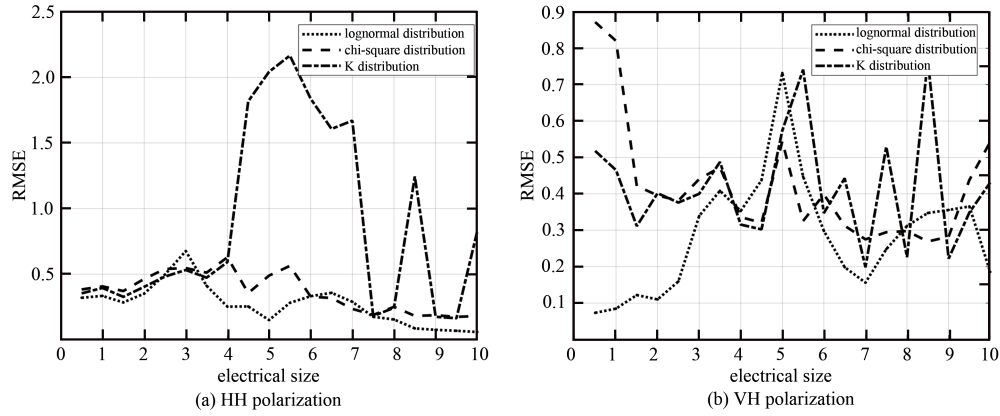 2.5
2.0
1.5
1.0
0.5
RMSE
lognormal distribution
chi-square distribution
K distribution
0 1 2 3 4 5 6 7 8 9 10
electrical size
(a) HH polarization
0.9
0.8
0.7
0.6
0.5
0.4
0.3
0.2
0.1
RMSE
lognormal distribution
chi-square distribution
K distribution
0 1 2 3 4 5 6 7 8 9 10
electrical size
(b) VH polarization